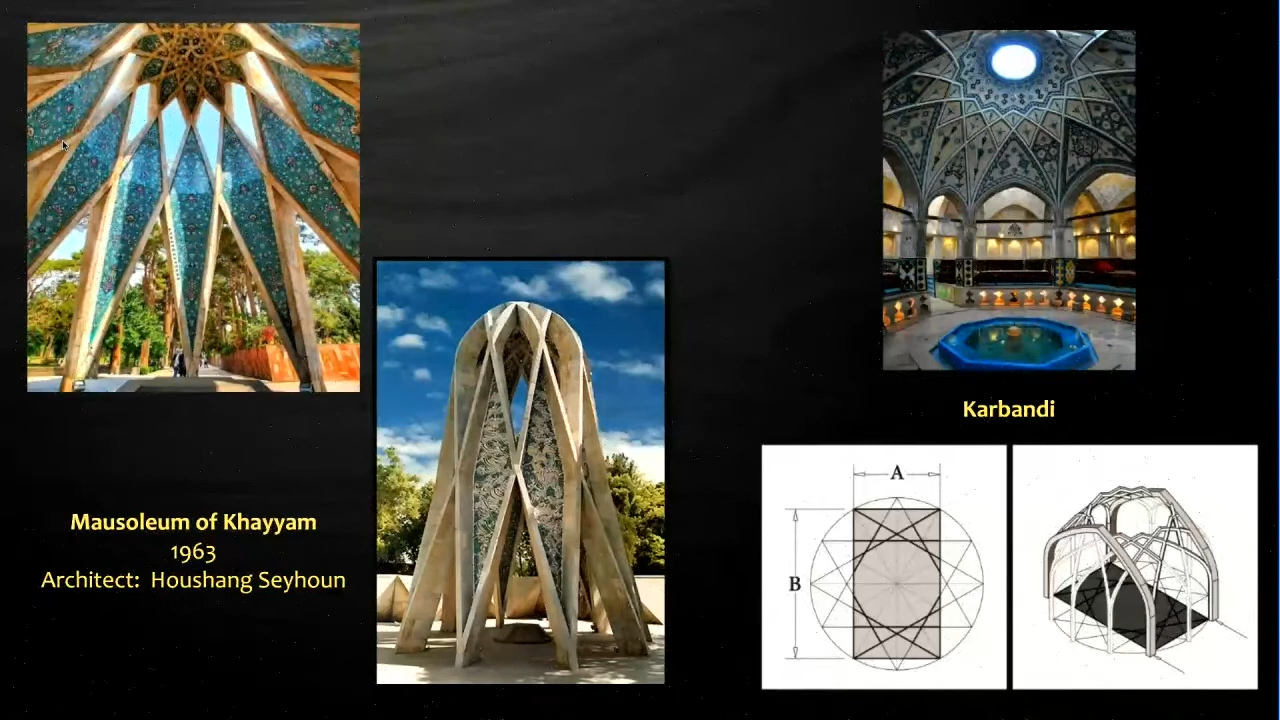 Mausoleum of Khayyam
1963
Architect: Houshang Seyhoun
Karbandi
A
B